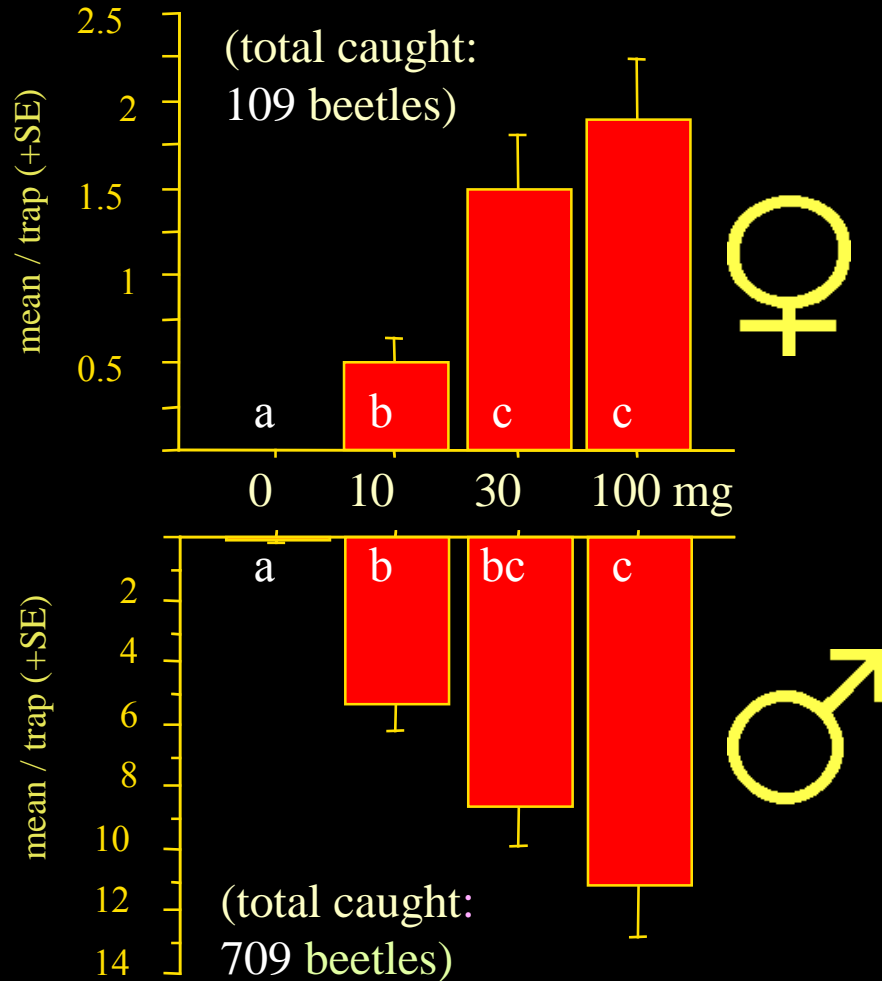 2.5
(total caught:
109 beetles)
2
1.5
1
0.5
mean / trap (+SE)
a b c c
0 10 30 100 mg
a b bc c
2
4
6
8
10
12
14
mean / trap (+SE)
(total caught:
709 beetles)